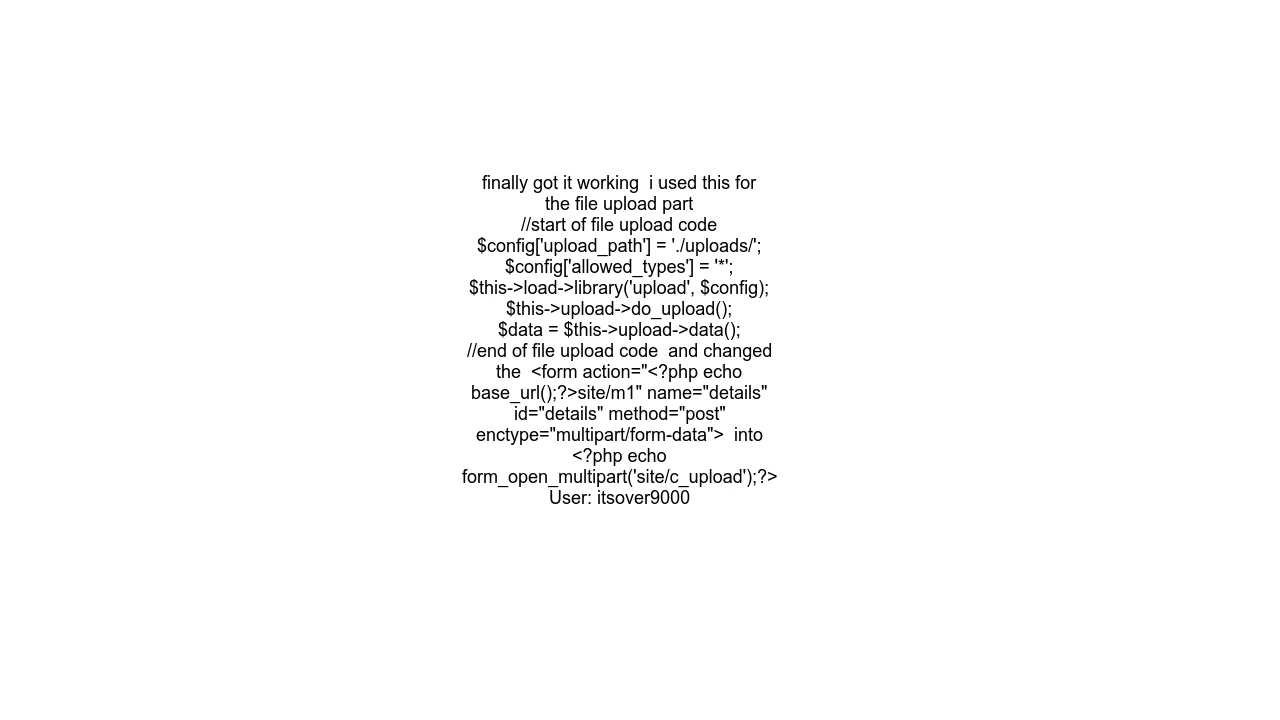 finally got it working  i used this for
the file upload part
//start of file upload code
$config['upload_path'] = './uploads/';
$config['allowed_types'] = '*';
$this->load->library('upload', $config);
$this->upload->do_upload();
$data = $this->upload->data();
//end of file upload code  and changed
the  <form action="<?php echo
base_url();?>site/m1" name="details"
id="details" method="post"
enctype="multipart/form-data">  into
<?php echo
form_open_multipart('site/c_upload');?>
User: itsover9000